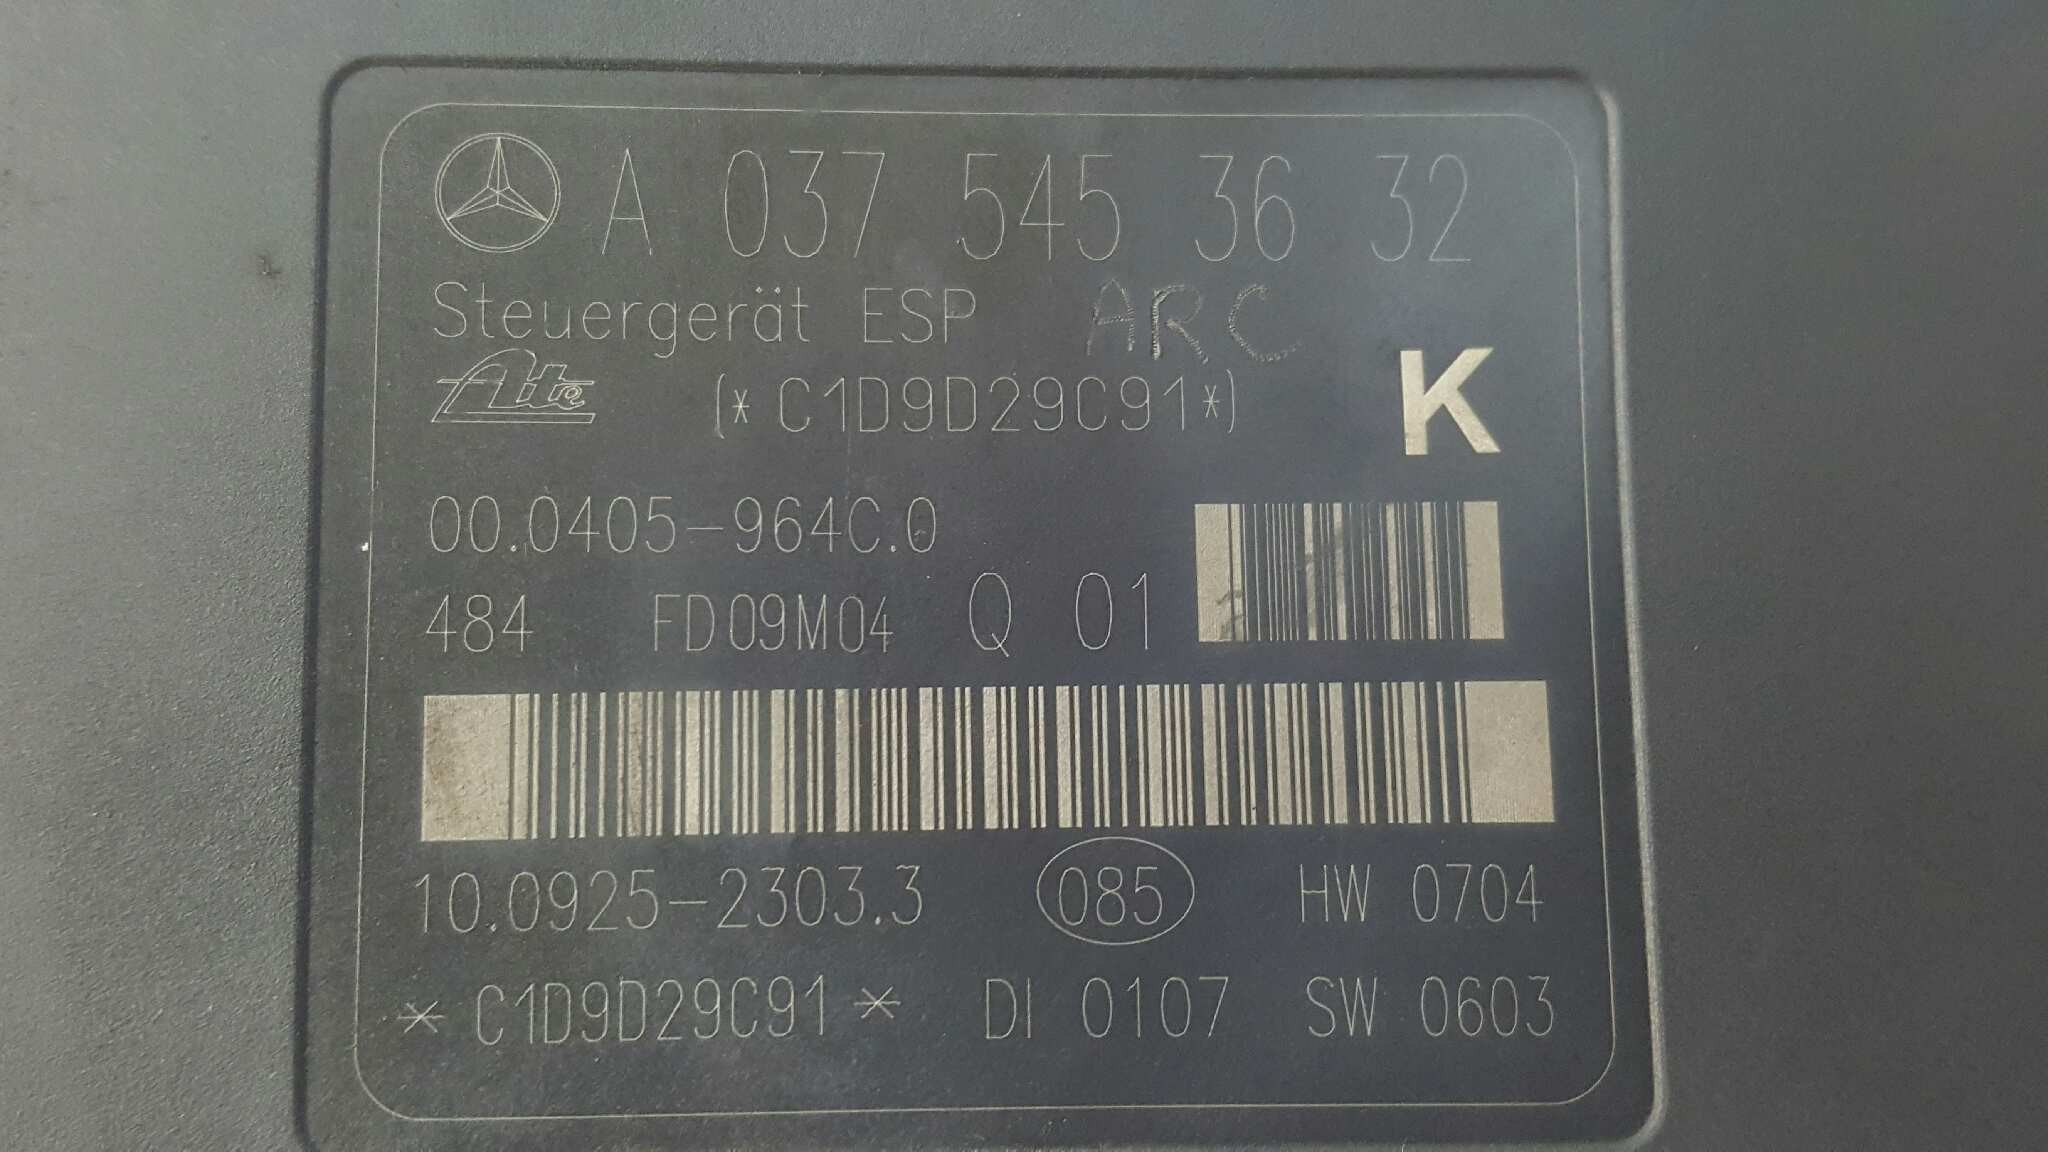 A 037 545 36 32
Steuergerät ESP ARC
Ate (*C1D9D29C91*) K
00.0405-964C.0
484 FD09M04 Q 01
10.0925-2303.3 085 HW 0704
*C1D9D29C91* DI 0107 SW 0603